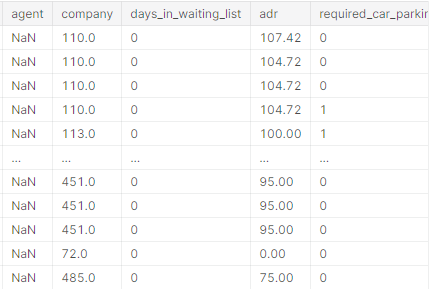 agent company days_in_waiting_list adr required_car_parkin
NaN 110.0 0 107.42 0
NaN 110.0 0 104.72 0
NaN 110.0 0 104.72 0
NaN 110.0 0 104.72 1
NaN 113.0 0 100.00 1
... ... ... ... ...
NaN 451.0 0 95.00 0
NaN 451.0 0 95.00 0
NaN 451.0 0 95.00 0
NaN 72.0 0 0.00 0
NaN 485.0 0 75.00 0